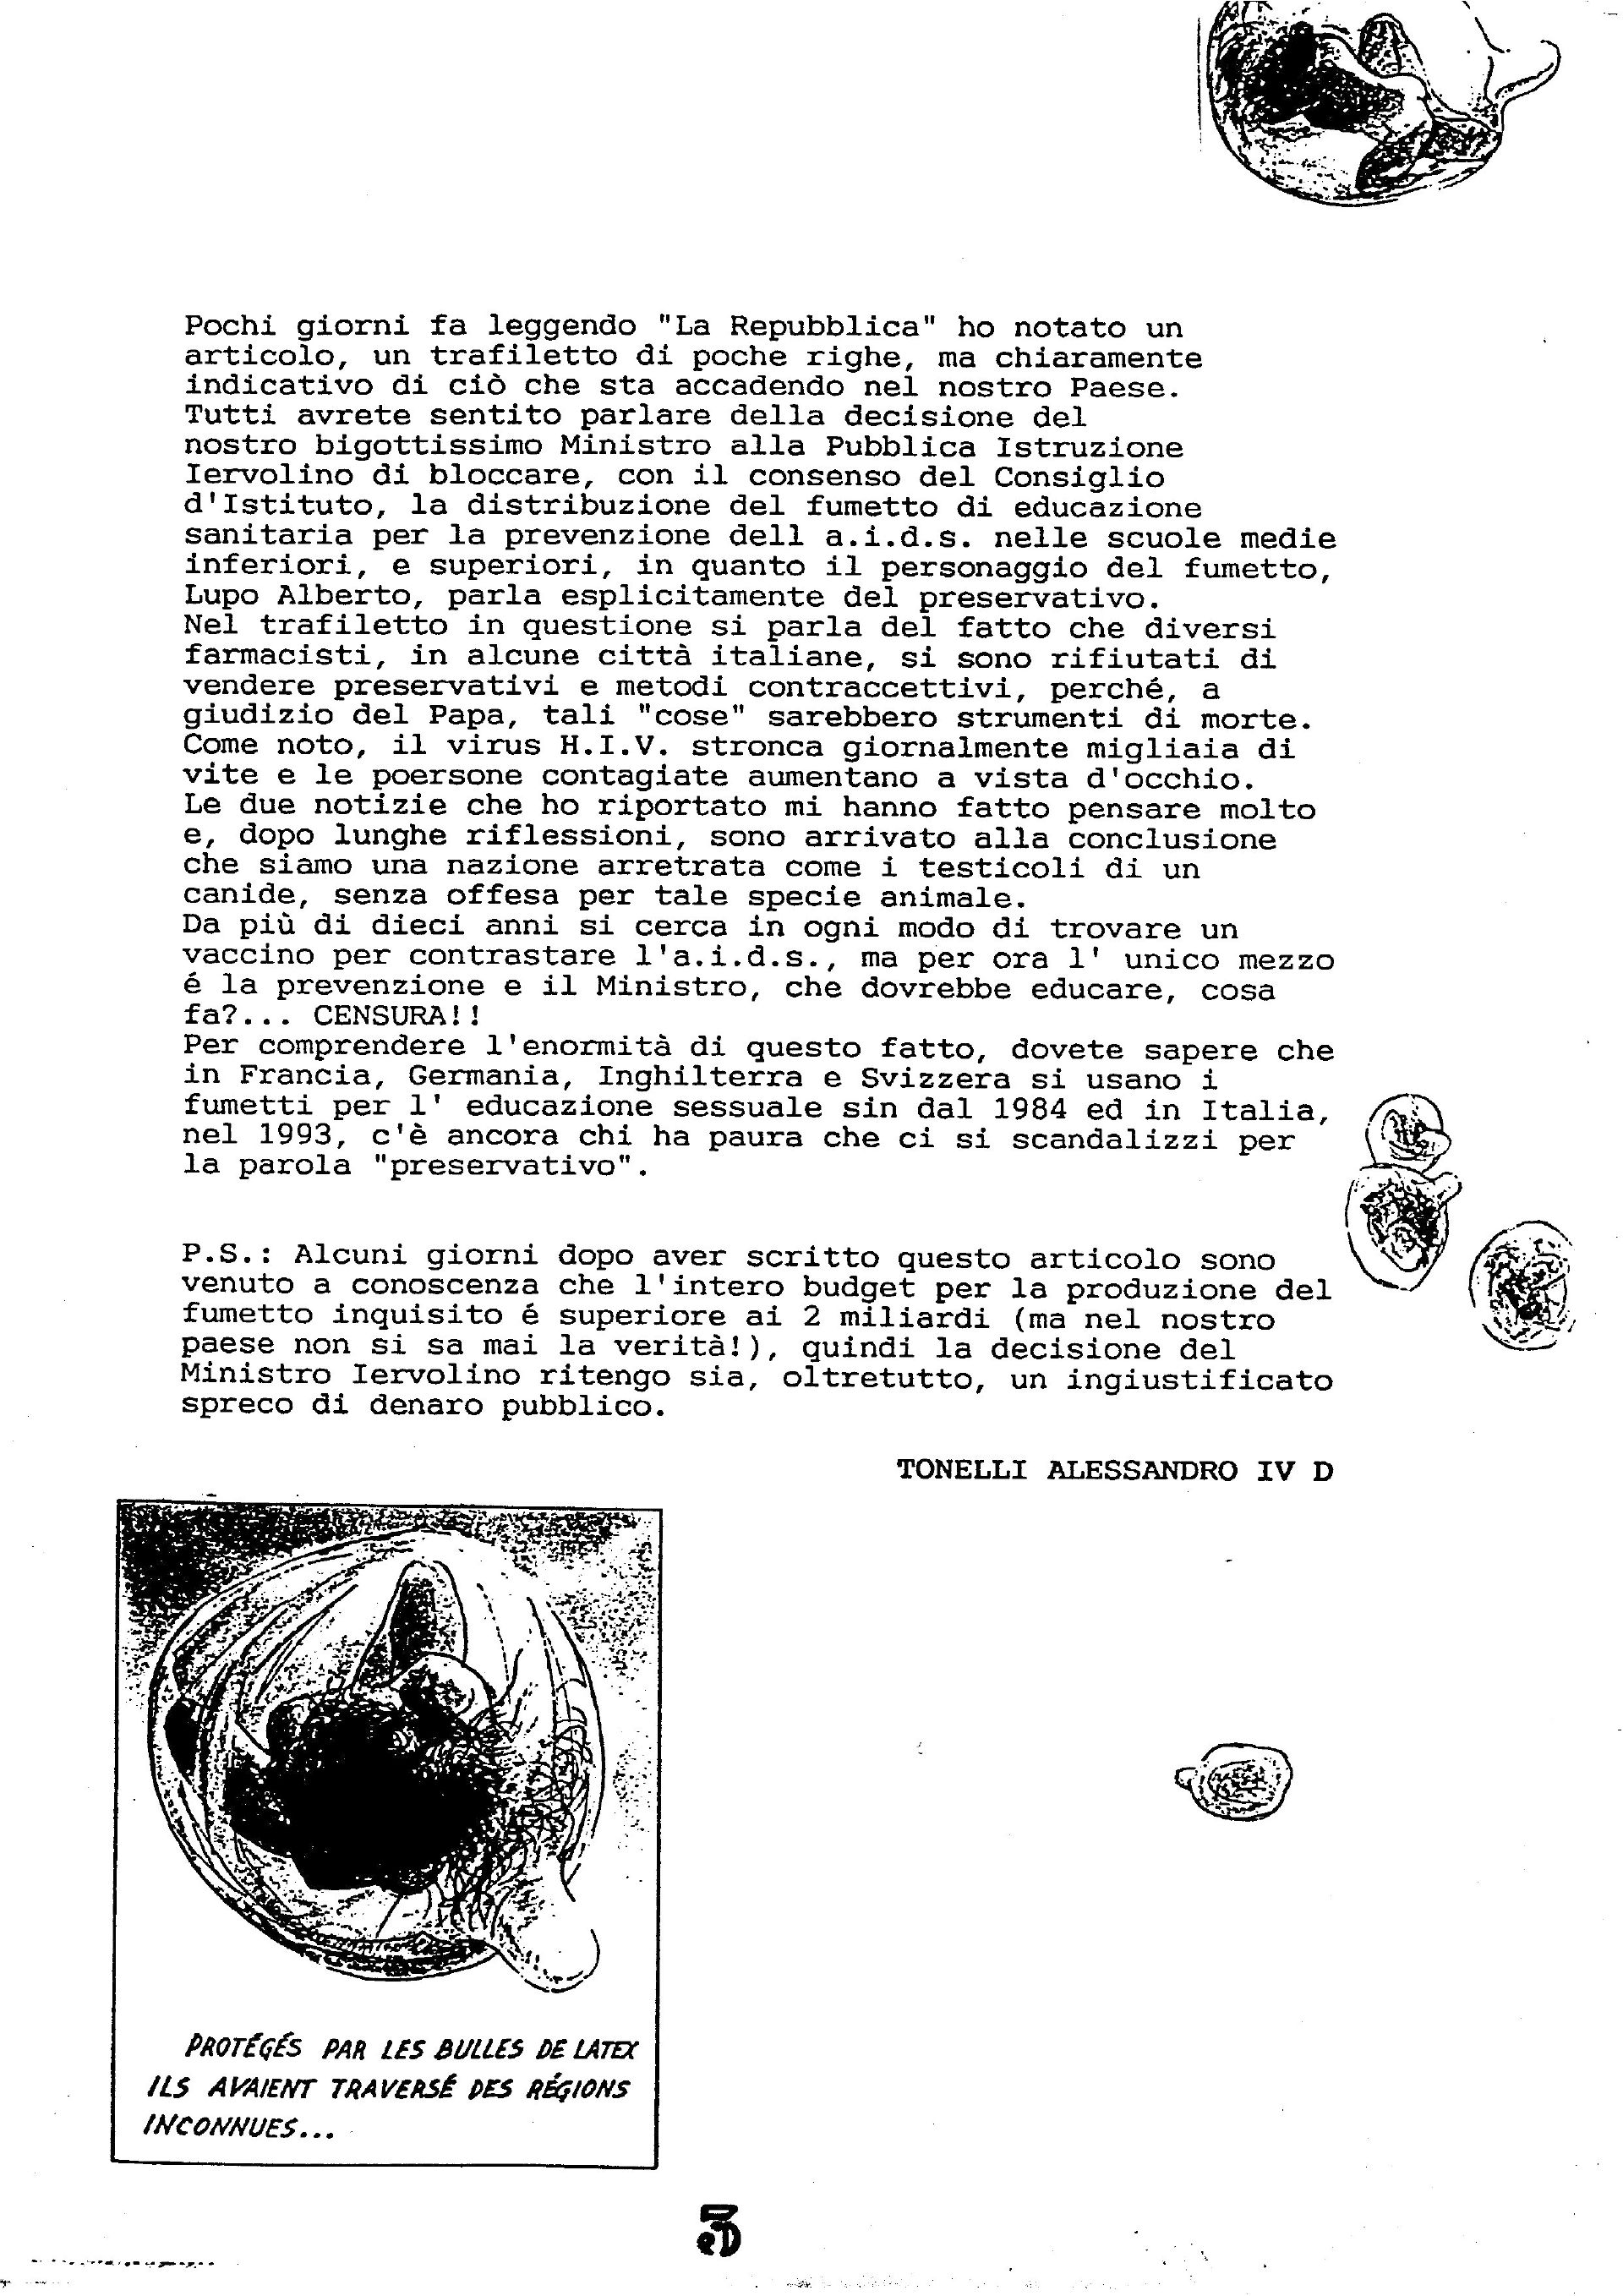 Pochi giorni fa leggendo "La Repubblica" ho notato un
articolo, un trafiletto di poche righe, ma chiaramente
indicativo di ciò che sta accadendo nel nostro Paese.
Tutti avrete sentito parlare della decisione del
nostro bigottissimo Ministro alla Pubblica Istruzione
Iervolino di bloccare, con il consenso del Consiglio
d'Istituto, la distribuzione del fumetto di educazione
sanitaria per la prevenzione dell a.i.d.s. nelle scuole medie
inferiori, e superiori, in quanto il personaggio del fumetto,
Lupo Alberto, parla esplicitamente del preservativo.
Nel trafiletto in questione si parla del fatto che diversi
farmacisti, in alcune città italiane, si sono rifiutati di
vendere preservativi e metodi contraccettivi, perché, a
giudizio del Papa, tali "cose" sarebbero strumenti di morte.
Come noto, il virus H.I.V. stronca giornalmente migliaia di
vite e le poersone contagiate aumentano a vista d'occhio.
Le due notizie che ho riportato mi hanno fatto pensare molto
e, dopo lunghe riflessioni, sono arrivato alla conclusione
che siamo una nazione arretrata come i testicoli di un
canide, senza offesa per tale specie animale.
Da più di dieci anni si cerca in ogni modo di trovare un
vaccino per contrastare l'a.i.d.s., ma per ora l' unico mezzo
é la prevenzione e il Ministro, che dovrebbe educare, cosa
fa?... CENSURA!!
Per comprendere l'enormità di questo fatto, dovete sapere che
in Francia, Germania, Inghilterra e Svizzera si usano i
fumetti per l' educazione sessuale sin dal 1984 ed in Italia,
nel 1993, c'è ancora chi ha paura che ci si scandalizzi per
la parola "preservativo".
P.S.: Alcuni giorni dopo aver scritto questo articolo sono
venuto a conoscenza che l'intero budget per la produzione del
fumetto inquisito é superiore ai 2 miliardi (ma nel nostro
paese non si sa mai la verità!), quindi la decisione del
Ministro Iervolino ritengo sia, oltretutto, un ingiustificato
spreco di denaro pubblico.
TONELLI ALESSANDRO IV D
PROTÉGÉS PAR LES BULLES DE LATEX
ILS AVAIENT TRAVERSÉ DES RÉGIONS
INCONNUES...